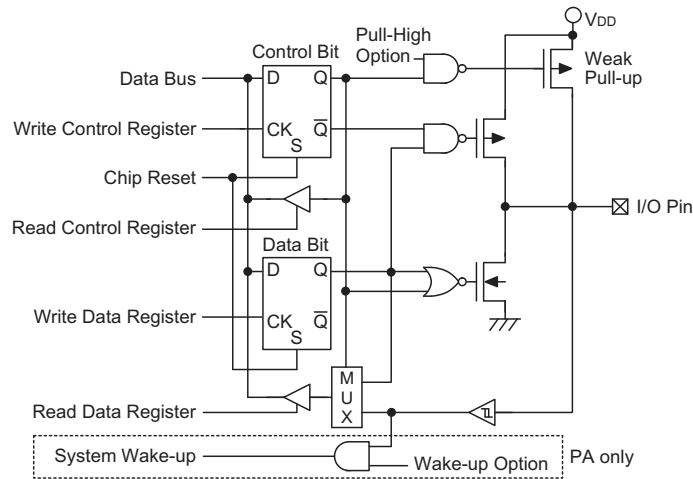 VDD
Pull-High
Option
Control Bit
Weak
Pull-up
Data Bus
D
Q
Write Control Register
CK
Q
S
Chip Reset
I/O Pin
Read Control Register
Data Bit
D
Q
Write Data Register
CK
Q
S
M
U
X
Read Data Register
System Wake-up
Wake-up Option
PA only